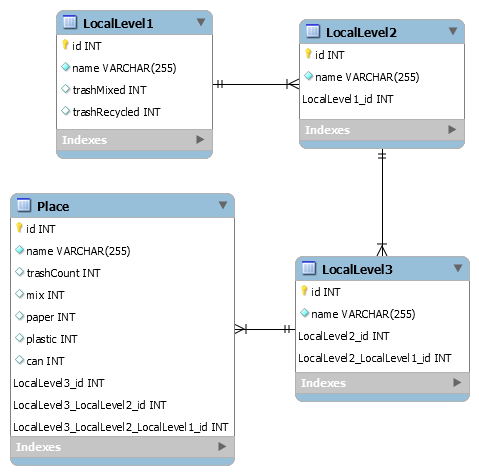 LocalLevel1
id INT
name VARCHAR(255)
trashMixed INT
trashRecycled INT
Indexes
LocalLevel2
id INT
name VARCHAR(255)
LocalLevel1_id INT
Indexes
Place
id INT
name VARCHAR(255)
trashCount INT
mix INT
paper INT
plastic INT
can INT
LocalLevel3_id INT
LocalLevel3_LocalLevel2_id INT
LocalLevel3_LocalLevel2_LocalLevel1_id INT
Indexes
LocalLevel3
id INT
name VARCHAR(255)
LocalLevel2_id INT
LocalLevel2_LocalLevel1_id INT
Indexes